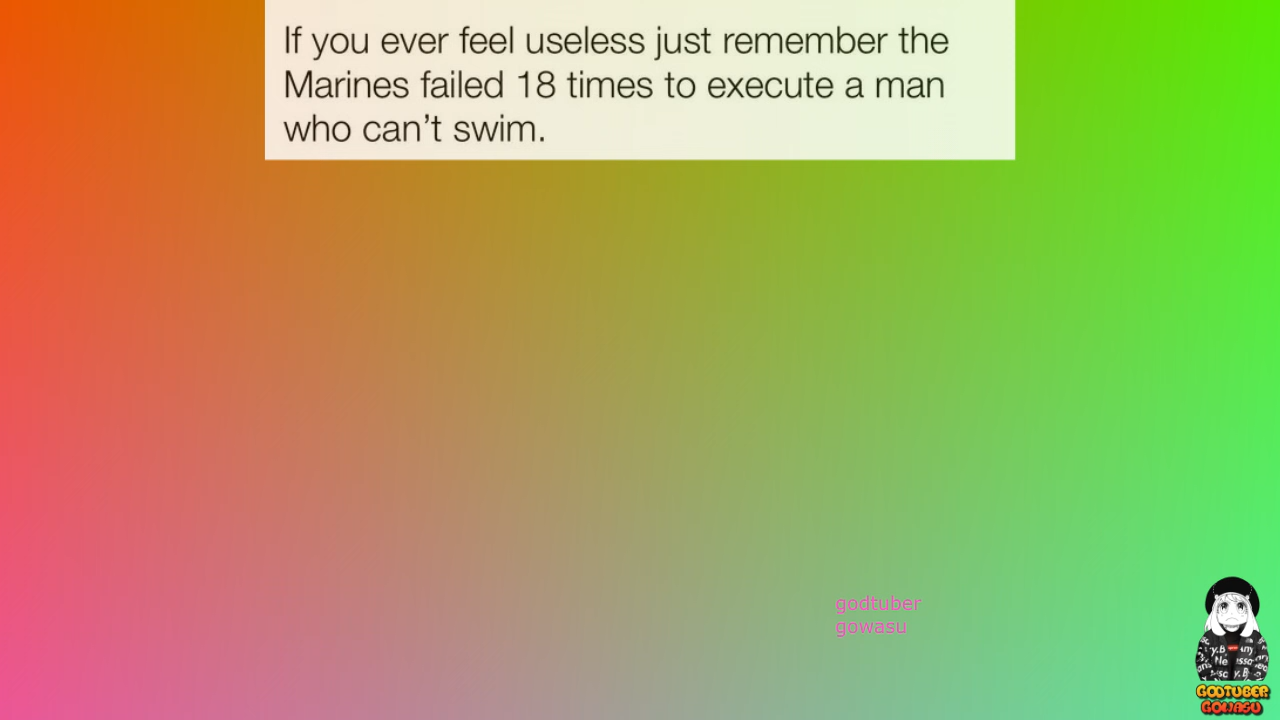 If you ever feel useless just remember the
Marines failed 18 times to execute a man
who can’t swim.
godtuber
gowasu
GODTUBER
GOWASU